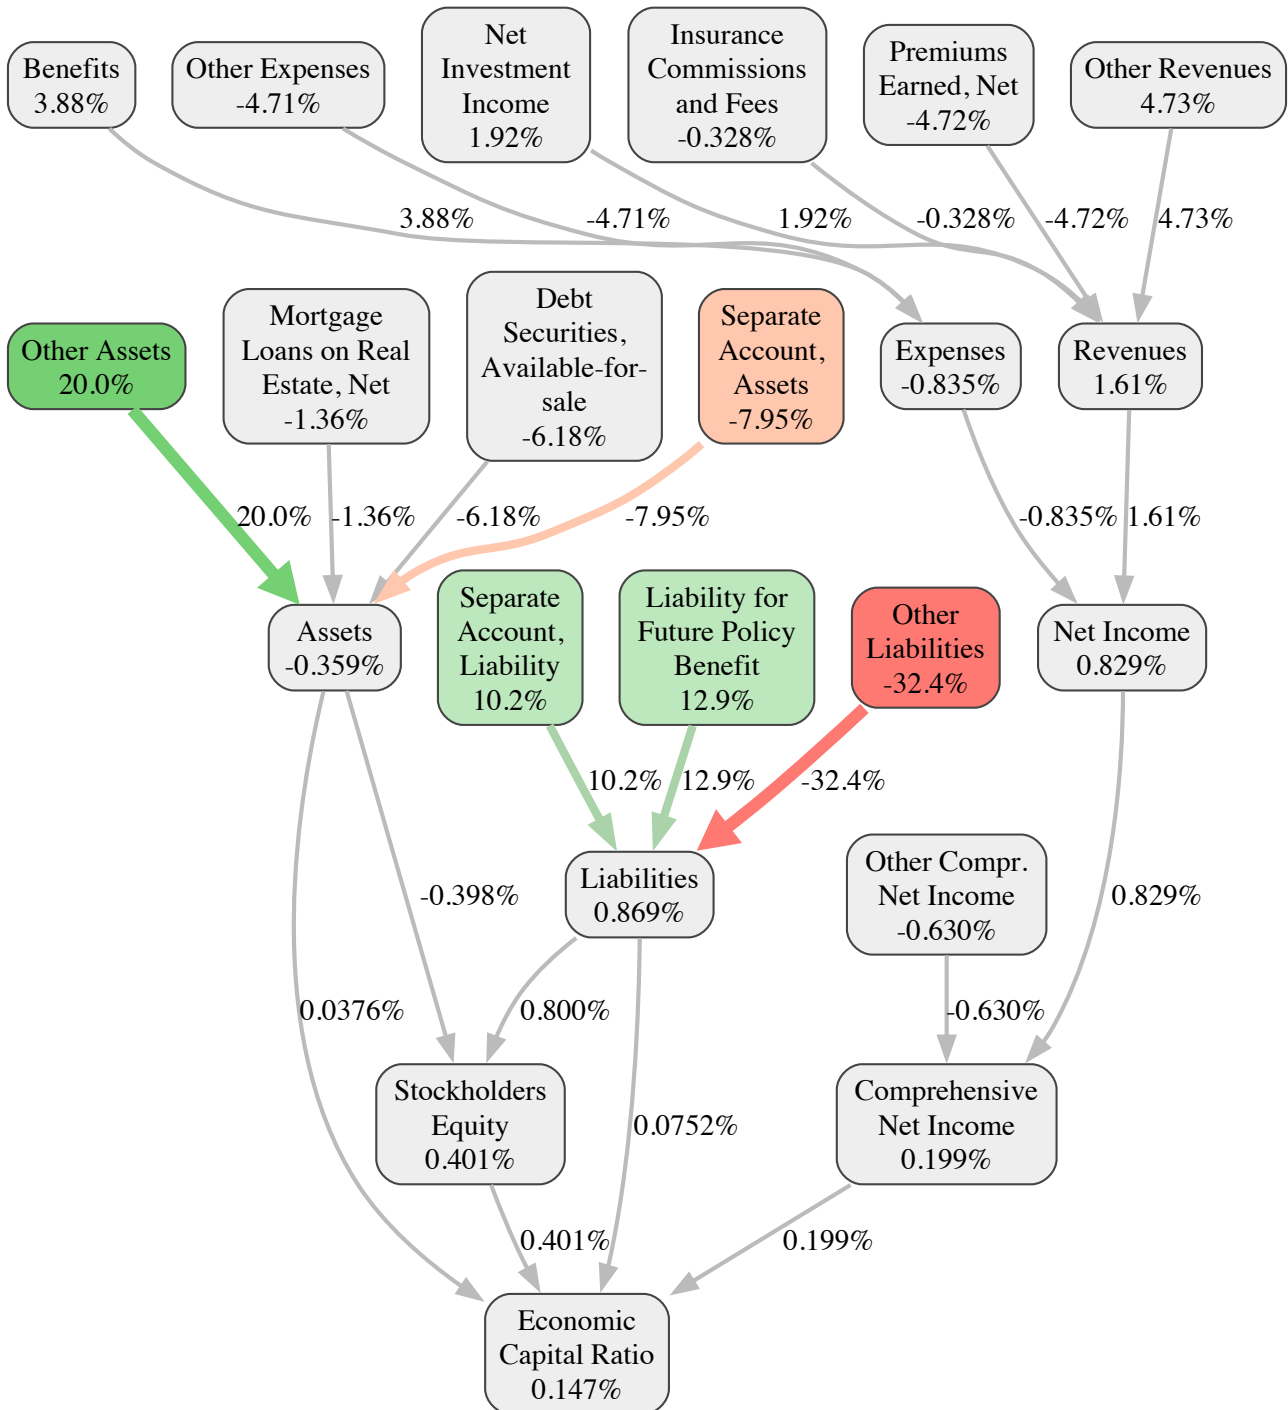 Benefits
3.88%
Other Expenses
-4.71%
Net
Investment
Income
1.92%
Insurance
Commissions
and Fees
-0.328%
Premiums
Earned, Net
-4.72%
Other Revenues
4.73%
3.88%
-4.71%
1.92%
-0.328%
-4.72%
4.73%
Other Assets
20.0%
Mortgage
Loans on Real
Estate, Net
-1.36%
Debt
Securities,
Available-for-
sale
-6.18%
Separate
Account,
Assets
-7.95%
Expenses
-0.835%
Revenues
1.61%
20.0%
-1.36%
-6.18%
-7.95%
-0.835%
1.61%
Assets
-0.359%
Separate
Account,
Liability
10.2%
Liability for
Future Policy
Benefit
12.9%
Other
Liabilities
-32.4%
Net Income
0.829%
10.2%
12.9%
-32.4%
Liabilities
0.869%
Other Compr.
Net Income
-0.630%
-0.398%
0.829%
0.0376%
0.800%
-0.630%
Stockholders
Equity
0.401%
0.0752%
Comprehensive
Net Income
0.199%
0.401%
0.199%
Economic
Capital Ratio
0.147%